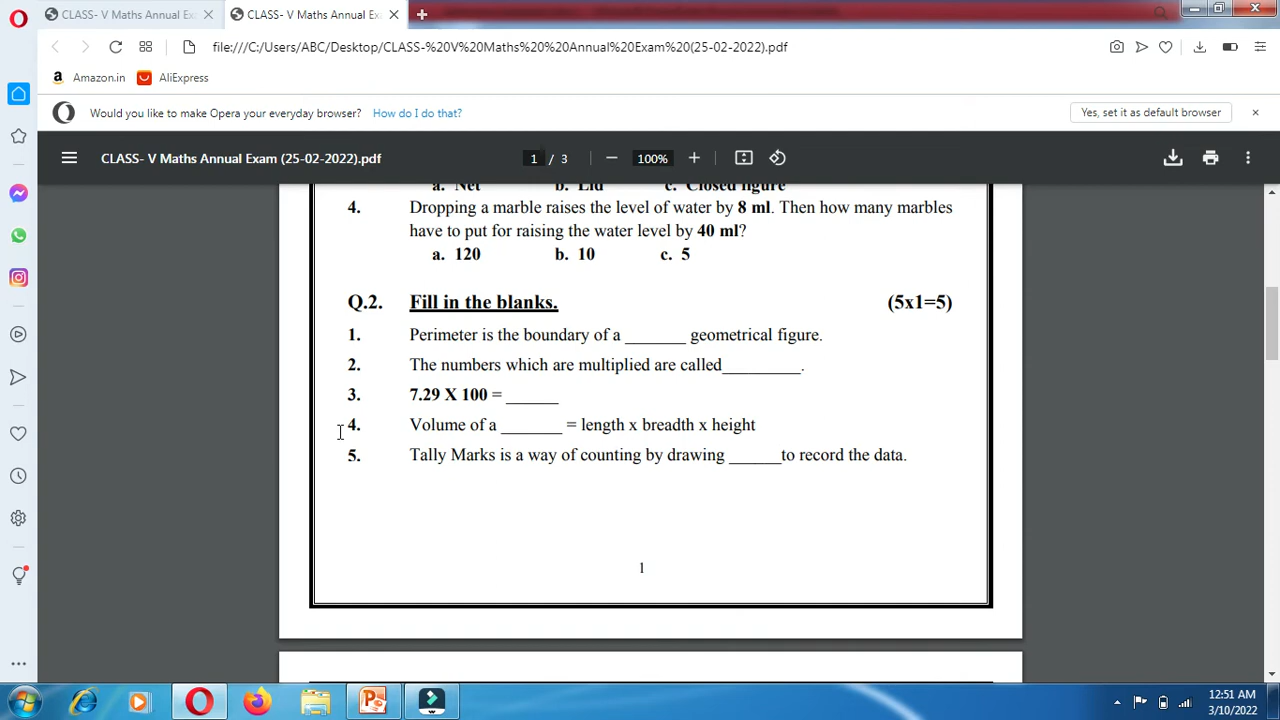 CLASS- V Maths Annual Ex
CLASS- V Maths Annual Ex
file:///C:/Users/ABC/Desktop/CLASS-%20V%20Maths%20%20Annual%20Exam%20(25-02-2022).pdf
Amazon.in AliExpress
Would you like to make Opera your everyday browser? How do I do that? Yes, set it as default browser
CLASS- V Maths Annual Exam (25-02-2022).pdf 1 / 3 100%
a. Net b. Lid c. Closed figure
4. Dropping a marble raises the level of water by 8 ml. Then how many marbles
have to put for raising the water level by 40 ml?
a. 120 b. 10 c. 5
Q.2. Fill in the blanks. (5x1=5)
1. Perimeter is the boundary of a _______ geometrical figure.
2. The numbers which are multiplied are called_________.
3. 7.29 X 100 = ______
4. Volume of a _______ = length x breadth x height
5. Tally Marks is a way of counting by drawing ______to record the data.
1
12:51 AM
3/10/2022